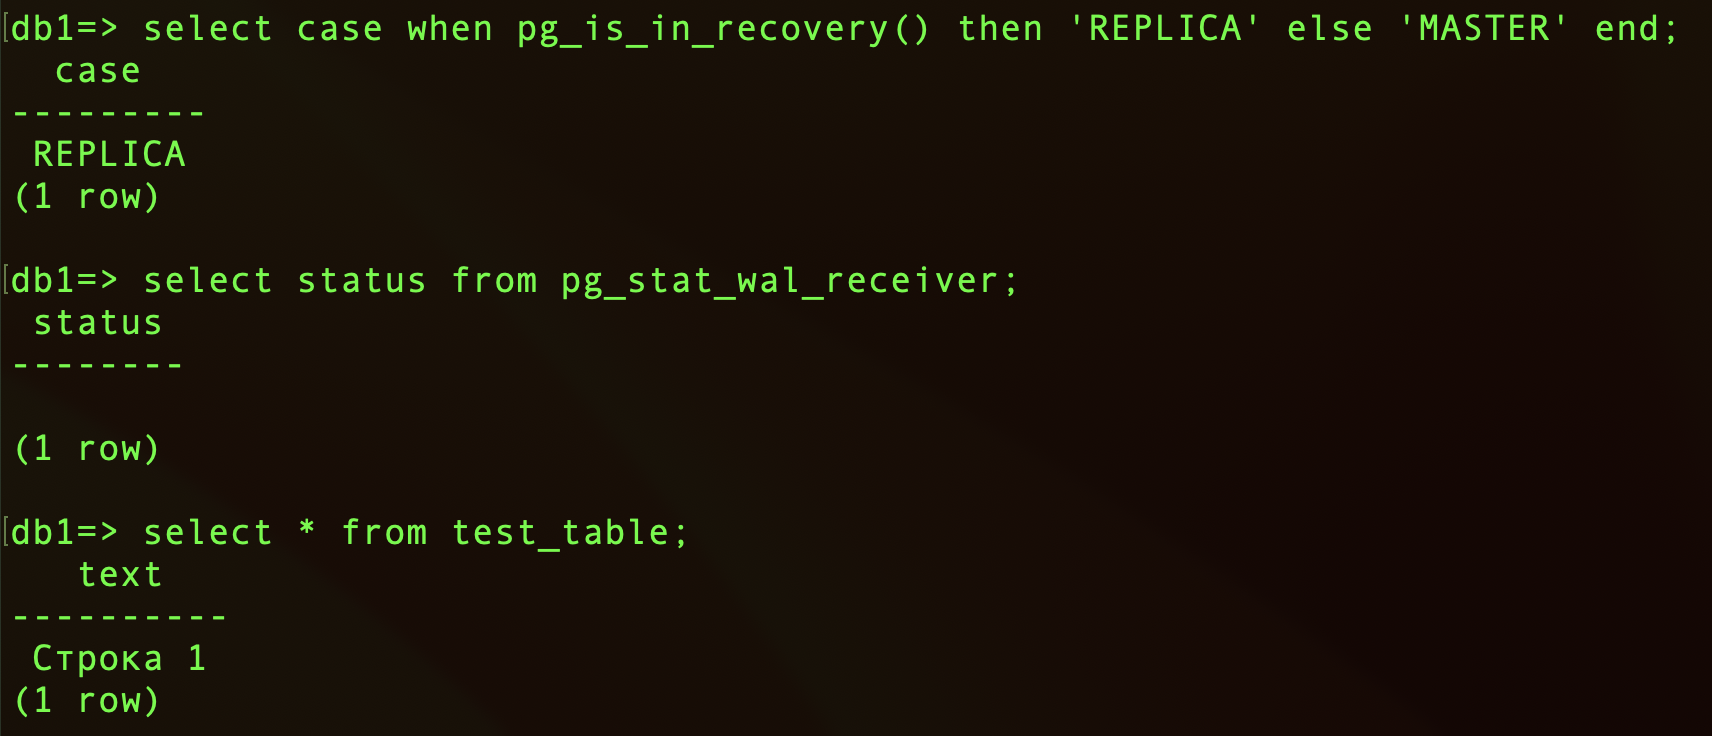 db1=> select case when pg_is_in_recovery() then 'REPLICA' else 'MASTER' end;
  case
---------
 REPLICA
(1 row)

db1=> select status from pg_stat_wal_receiver;
 status
--------

(1 row)

db1=> select * from test_table;
   text
----------
 Строка 1
(1 row)